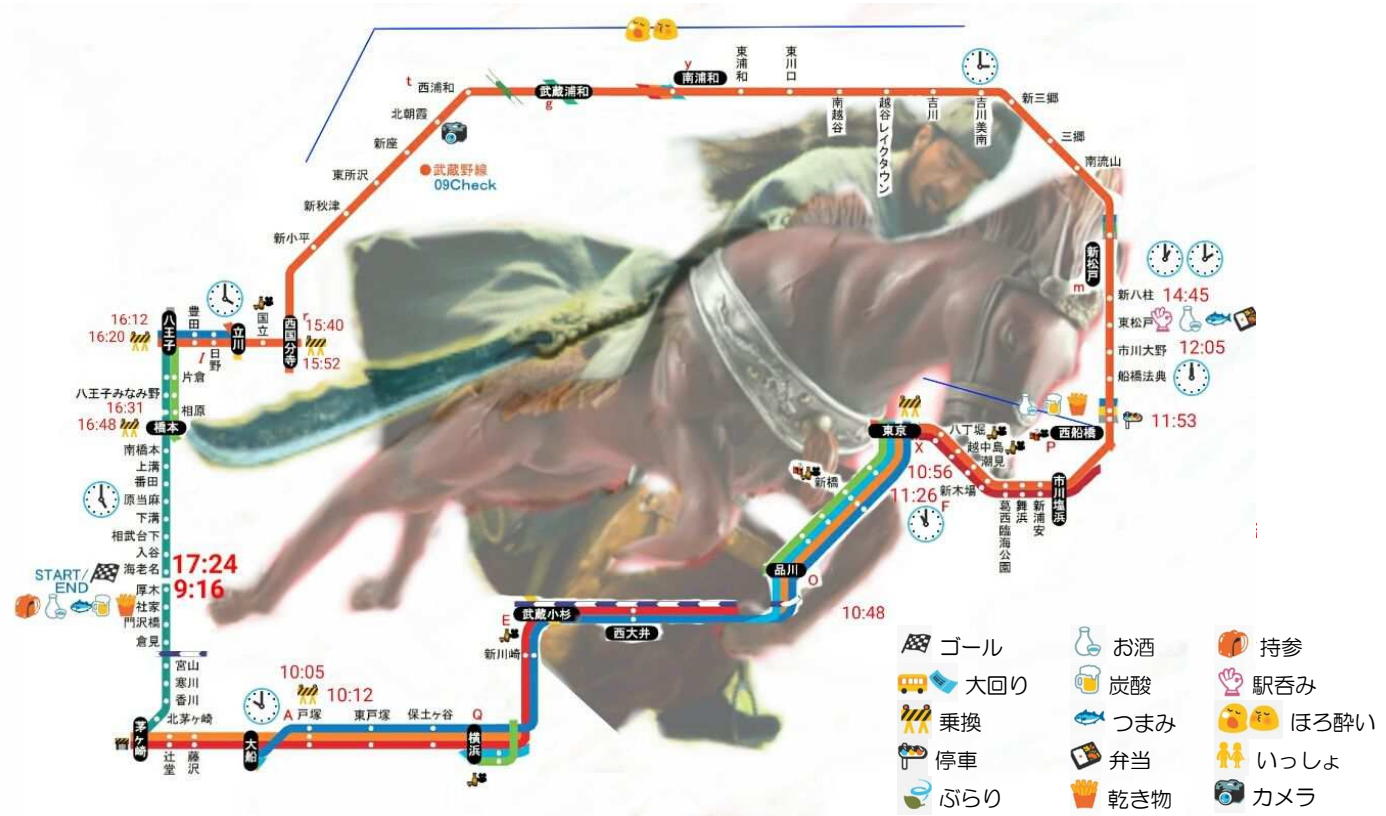 y
南浦和
東浦和
東川口
t
西浦和
武蔵浦和
g
南越谷
越谷レイクタウン
吉川
吉川美南
新三郷
北朝霞
三郷
新座
南流山
武蔵野線
09Check
東所沢
新秋津
新小平
新松戸
m
新八柱 14:45
東松戸
市川大野 12:05
船橋法典
11:53
16:12
16:20
八王子
豊田
l
日野
立川
国立
r
西国分寺
15:40
15:52
片倉
八王子みなみ野
16:31
相原
16:48
橋本
南橋本
上溝
番田
原当麻
下溝
相武台下
入谷
海老名
17:24
START/
END
厚木
9:16
社家
門沢橋
倉見
宮山
寒川
香川
北茅ヶ崎
茅ヶ崎
辻堂
藤沢
大船
10:05
10:12
A
戸塚
東戸塚
保土ヶ谷
Q
横浜
新川崎
E
武蔵小杉
西大井
品川
O
10:48
新橋
東京
X
10:56
11:26
F
八丁堀
越中島
潮見
新木場
葛西臨海公園
舞浜
新浦安
市川塩浜
西船橋
P
ゴール
お酒
持参
大回り
炭酸
駅呑み
乗換
つまみ
ほろ酔い
停車
弁当
いっしょ
ぶらり
乾き物
カメラ